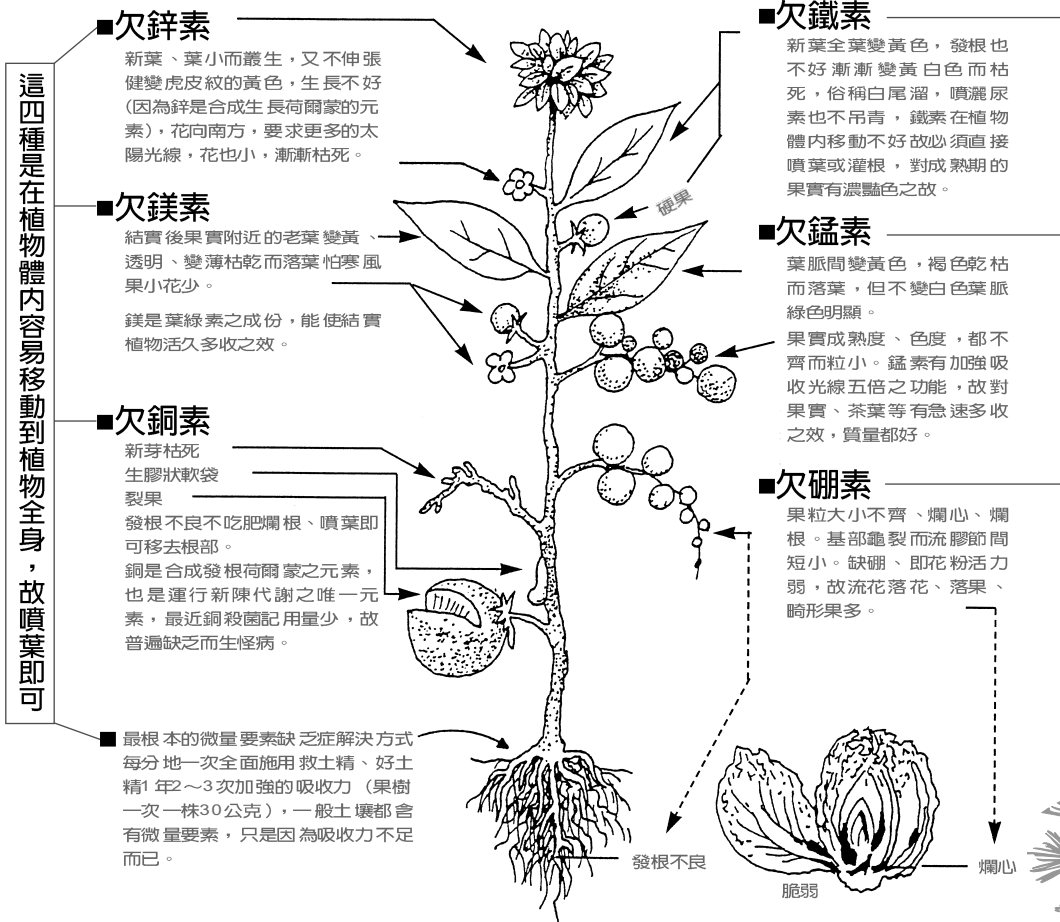 這四種是在植物體內容易移動到植物全身，故噴葉即可
■欠鋅素
新葉、葉小而叢生，又不伸張
健變虎皮紋的黃色，生長不好
(因為鋅是合成生長荷爾蒙的元
素)，花向南方，要求更多的太
陽光線，花也小，漸漸枯死。
■欠鎂素
結實後果實附近的老葉變黃、
透明、變薄枯乾而落葉怕寒風
果小花少。
鎂是葉綠素之成份，能使結實
植物活久多收之效。
■欠銅素
新芽枯死
生膠狀軟袋
裂果
發根不良不吃肥爛根、噴葉即
可移去根部。
銅是合成發根荷爾蒙之元素，
也是運行新陳代謝之唯一元
素，最近銅殺菌記用量少，故
普遍缺乏而生怪病。
■最根本的微量要素缺乏症解決方式
每分地一次全面施用救土精、好土
精1年2～3次加強的吸收力（果樹
一次一株30公克），一般土壤都含
有微量要素，只是因為吸收力不足
而已。
■欠鐵素
新葉全葉變黃色，發根也
不好漸漸變黃白色而枯
死，俗稱白尾溜，噴灑尿
素也不吊青，鐵素在植物
體內移動不好故必須直接
噴葉或灌根，對成熟期的
果實有濃豔色之故。
硬果
■欠錳素
葉脈間變黃色，褐色乾枯
而落葉，但不變白色葉脈
綠色明顯。
果實成熟度、色度，都不
齊而粒小。錳素有加強吸
收光線五倍之功能，故對
果實、茶葉等有急速多收
之效，質量都好。
■欠硼素
果粒大小不齊、爛心、爛
根。基部龜裂而流膠節間
短小。缺硼、即花粉活力
弱，故流花落花、落果、
畸形果多。
發根不良
脆弱
爛心